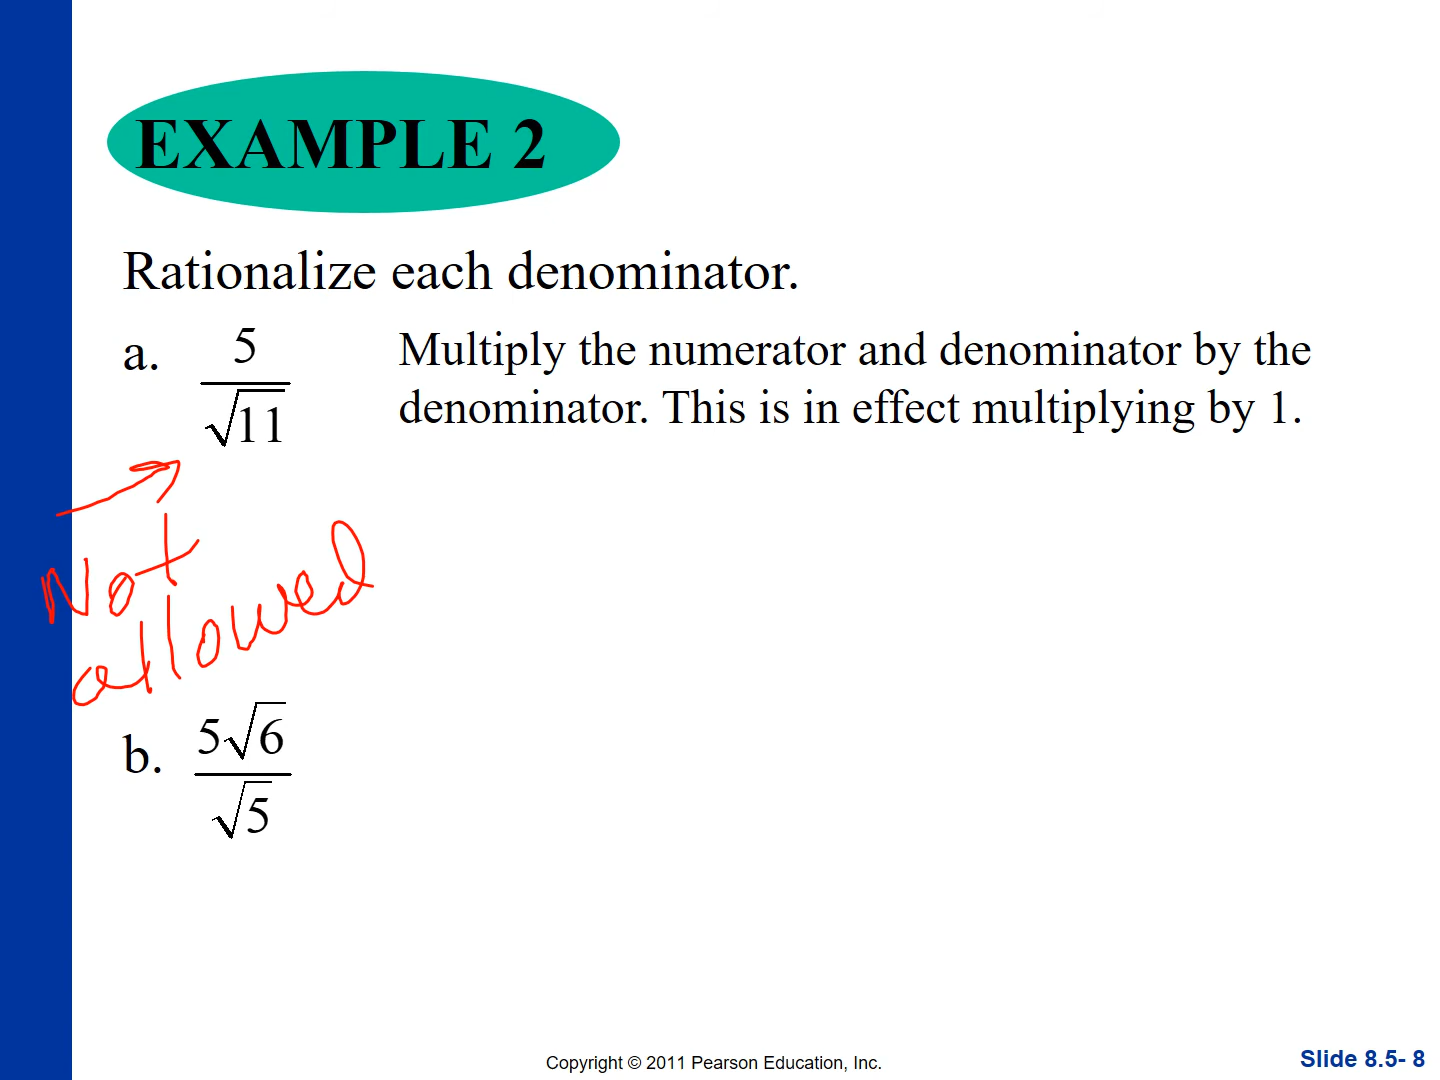 EXAMPLE 2
Rationalize each denominator.
a. 5/√11
Multiply the numerator and denominator by the
denominator. This is in effect multiplying by 1.
Not
allowed
b. 5√6/√5
Copyright © 2011 Pearson Education, Inc.
Slide 8.5- 8